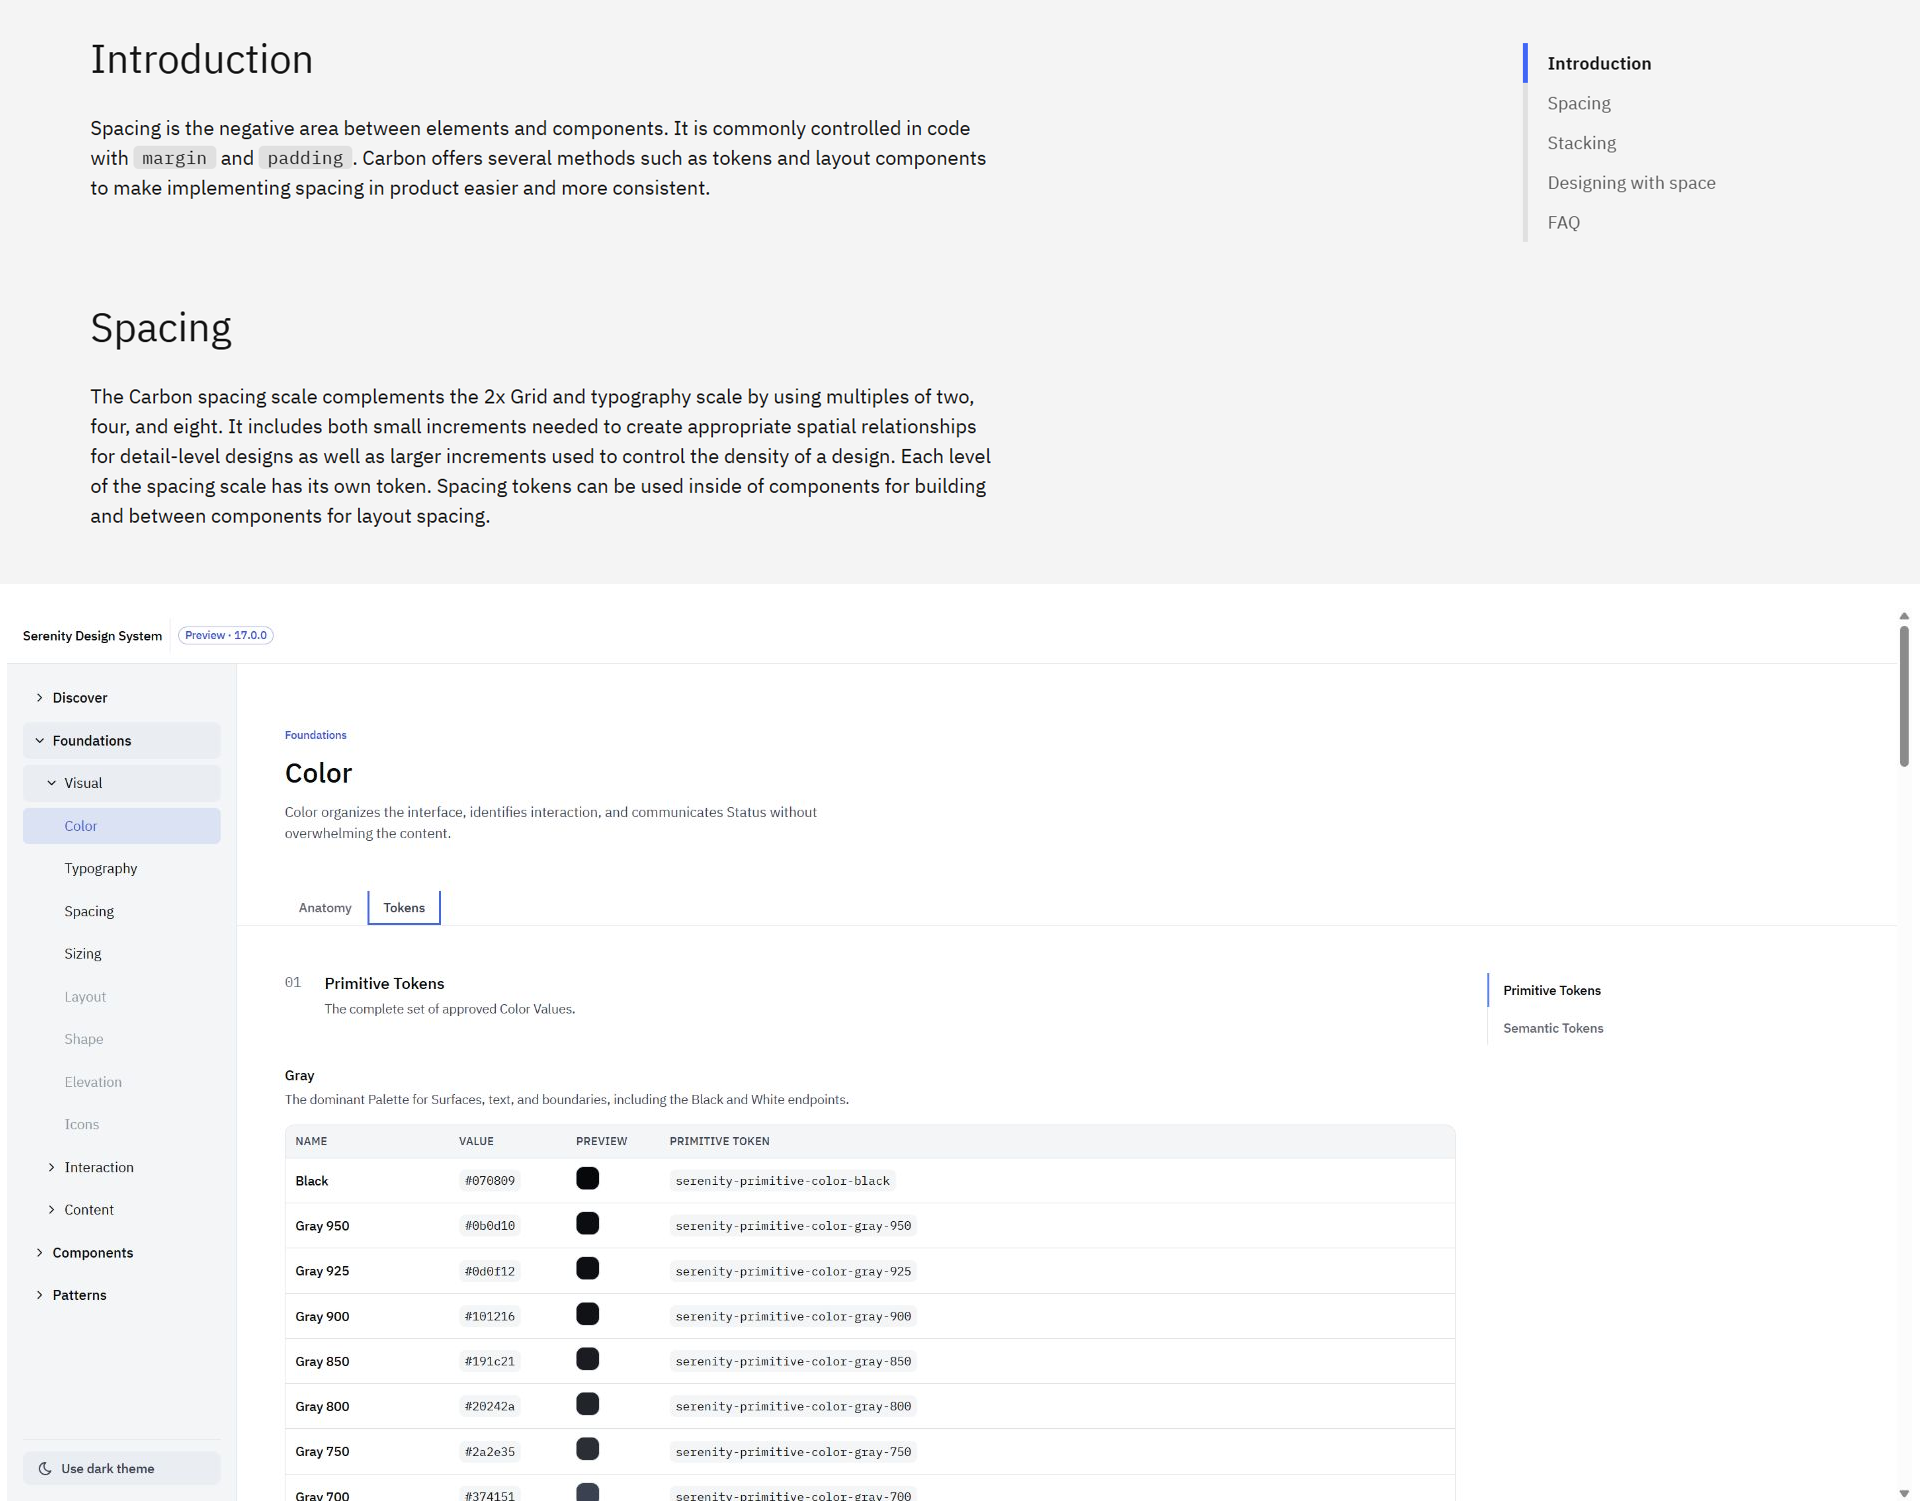 Introduction
Spacing is the negative area between elements and components. It is commonly controlled in code
with margin and padding. Carbon offers several methods such as tokens and layout components
to make implementing spacing in product easier and more consistent.
Introduction
Spacing
Stacking
Designing with space
FAQ
Spacing
The Carbon spacing scale complements the 2x Grid and typography scale by using multiples of two,
four, and eight. It includes both small increments needed to create appropriate spatial relationships
for detail-level designs as well as larger increments used to control the density of a design. Each level
of the spacing scale has its own token. Spacing tokens can be used inside of components for building
and between components for layout spacing.
Serenity Design System Preview · 17.0.0
Discover
Foundations
Visual
Color
Typography
Spacing
Sizing
Layout
Shape
Elevation
Icons
Interaction
Content
Components
Patterns
Use dark theme
Foundations
Color
Color organizes the interface, identifies interaction, and communicates Status without
overwhelming the content.
Anatomy Tokens
01 Primitive Tokens
The complete set of approved Color Values.
Primitive Tokens
Semantic Tokens
Gray
The dominant Palette for Surfaces, text, and boundaries, including the Black and White endpoints.
NAME VALUE PREVIEW PRIMITIVE TOKEN
Black #070809 serenity-primitive-color-black
Gray 950 #0b0d10 serenity-primitive-color-gray-950
Gray 925 #0d0f12 serenity-primitive-color-gray-925
Gray 900 #101216 serenity-primitive-color-gray-900
Gray 850 #191c21 serenity-primitive-color-gray-850
Gray 800 #20242a serenity-primitive-color-gray-800
Gray 750 #2a2e35 serenity-primitive-color-gray-750
Gray 700 #374151 serenity-primitive-color-gray-700